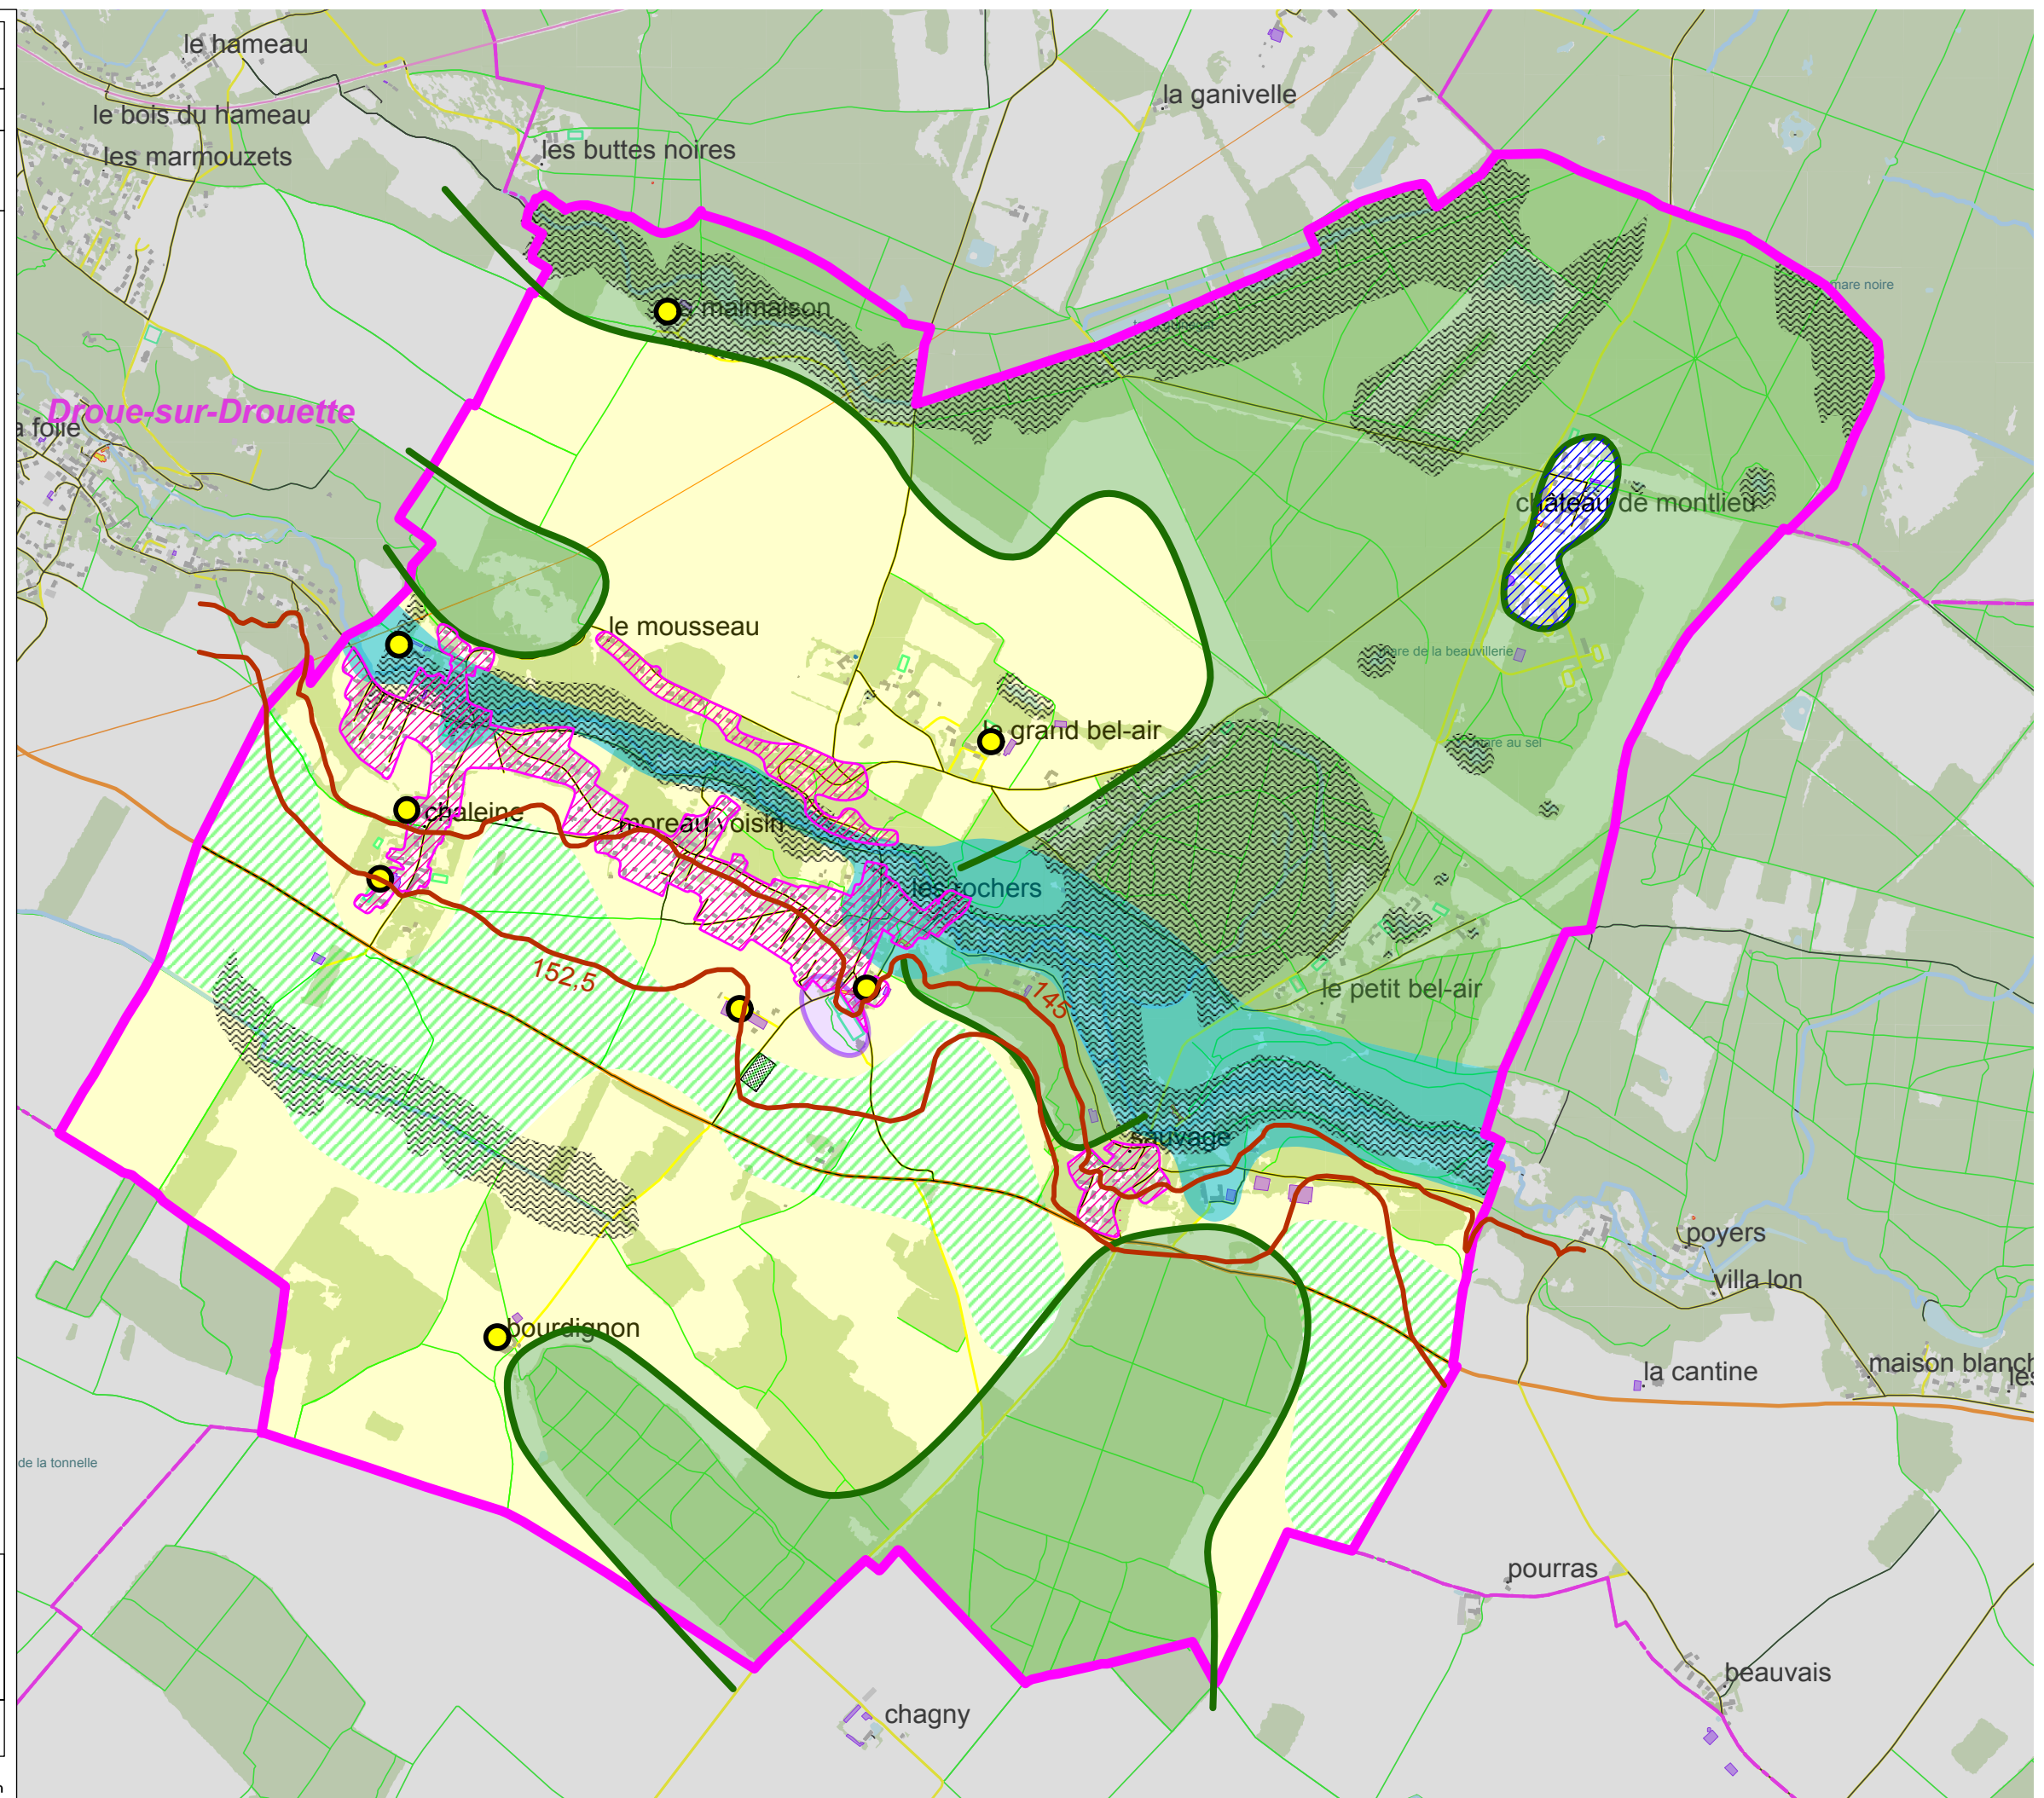 le hameau
la ganivelle
le bois du hameau
les buttes noires
les marmouzets
mare noire
malmaison
Droue-sur-Drouette
a folie
château de montlieu
le mousseau
mare de la beauvillerie
le grand bel-air
mare au sel
chaleine
moreau voisin
les rochers
152,5
145
le petit bel-air
sauvage
poyers
villa lon
bourdignon
maison blanch
la cantine
les
de la tonnelle
pourras
beauvais
chagny